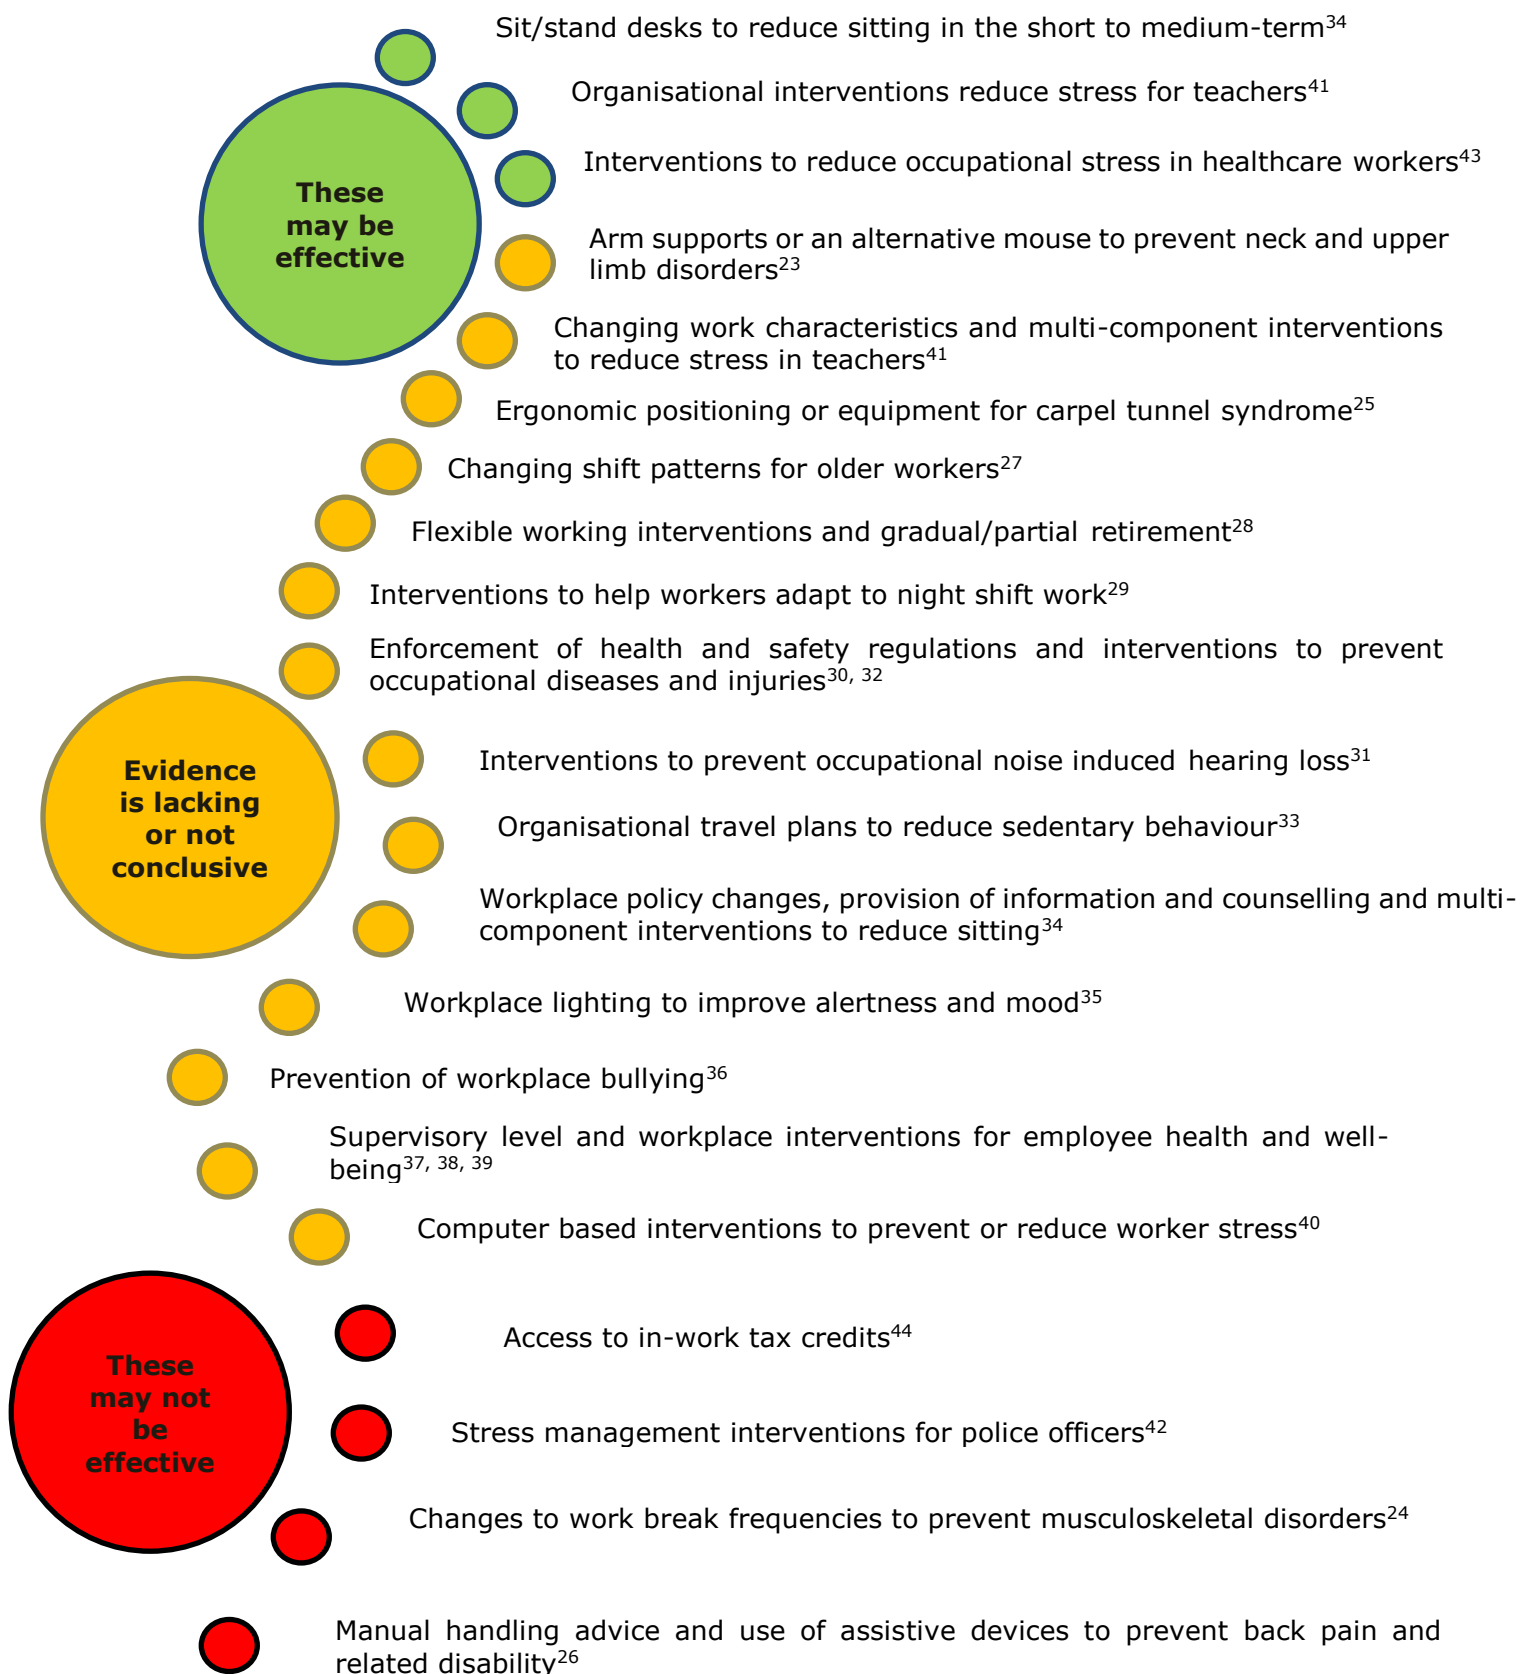 Sit/stand desks to reduce sitting in the short to medium-term34
Organisational interventions reduce stress for teachers41
Interventions to reduce occupational stress in healthcare workers43
These
may be
effective
Arm supports or an alternative mouse to prevent neck and upper
limb disorders23
Changing work characteristics and multi-component interventions
to reduce stress in teachers41
Ergonomic positioning or equipment for carpel tunnel syndrome25
Changing shift patterns for older workers27
Flexible working interventions and gradual/partial retirement28
Interventions to help workers adapt to night shift work29
Enforcement of health and safety regulations and interventions to prevent
occupational diseases and injuries30, 32
Evidence
is lacking
or not
conclusive
Interventions to prevent occupational noise induced hearing loss31
Organisational travel plans to reduce sedentary behaviour33
Workplace policy changes, provision of information and counselling and multi-
component interventions to reduce sitting34
Workplace lighting to improve alertness and mood35
Prevention of workplace bullying36
Supervisory level and workplace interventions for employee health and well-
being37, 38, 39
Computer based interventions to prevent or reduce worker stress40
These
may not
be
effective
Access to in-work tax credits44
Stress management interventions for police officers42
Changes to work break frequencies to prevent musculoskeletal disorders24
Manual handling advice and use of assistive devices to prevent back pain and
related disability26